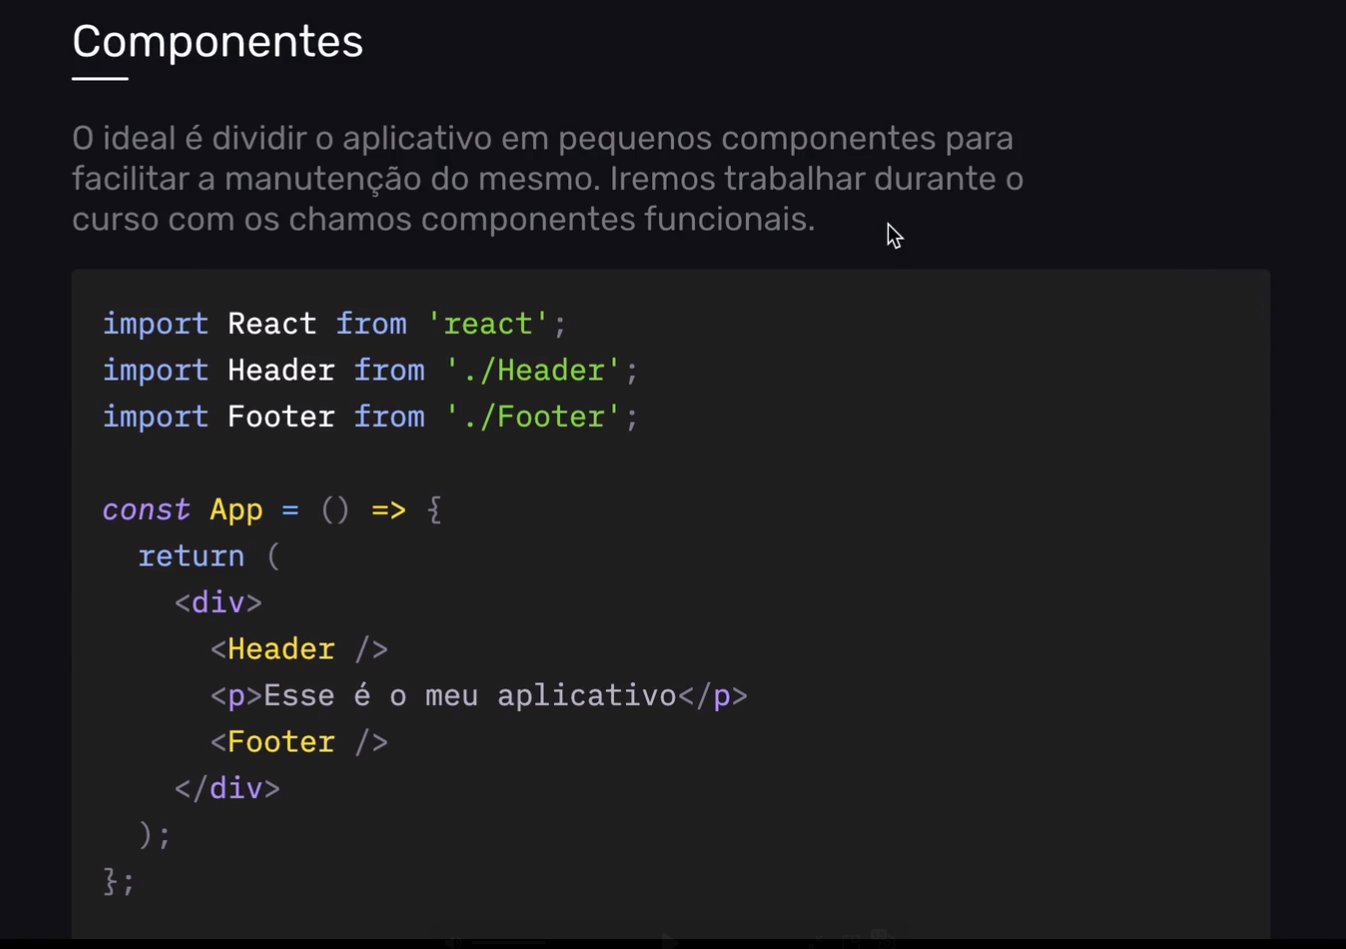 Componentes
O ideal é dividir o aplicativo em pequenos componentes para
facilitar a manutenção do mesmo. Iremos trabalhar durante o
curso com os chamos componentes funcionais.
import React from 'react';
import Header from './Header';
import Footer from './Footer';
const App = () => {
  return (
    <div>
      <Header />
      <p>Esse é o meu aplicativo</p>
      <Footer />
    </div>
  );
};